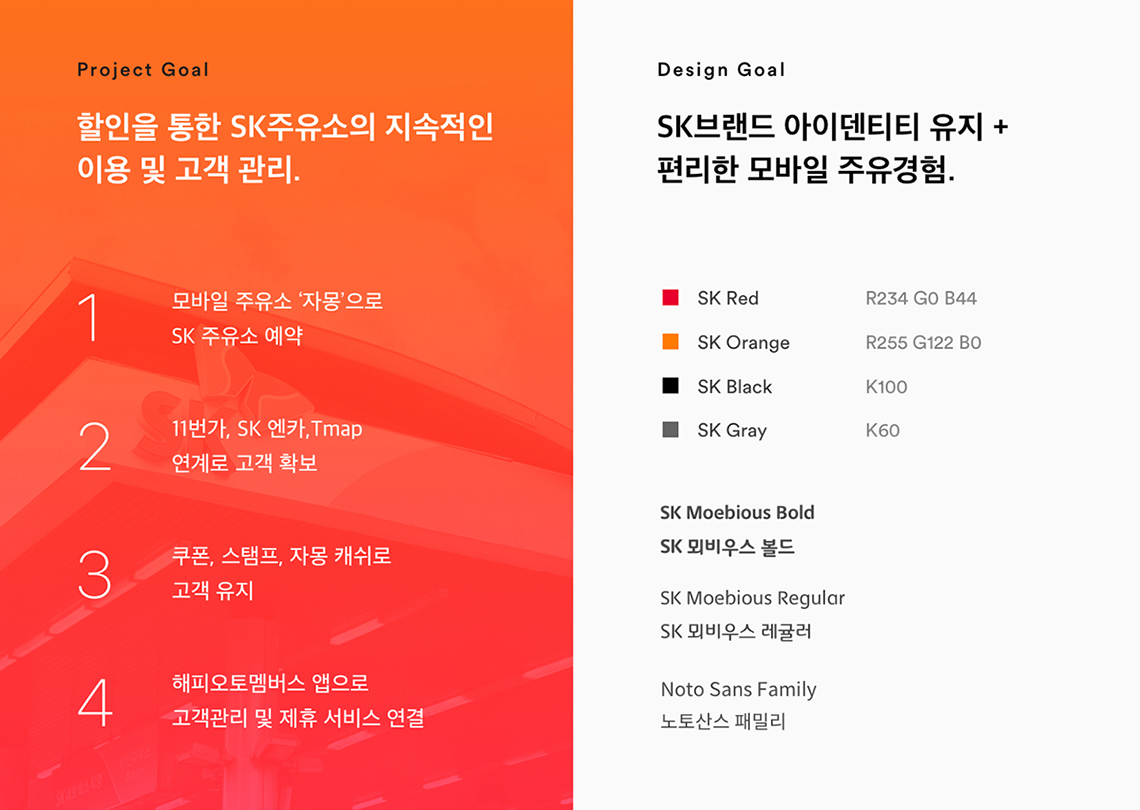 Project Goal
할인을 통한 SK주유소의 지속적인
이용 및 고객 관리.
1
모바일 주유소 ‘자몽’으로
SK 주유소 예약
2
11번가, SK 엔카,Tmap
연계로 고객 확보
3
쿠폰, 스탬프, 자몽 캐쉬로
고객 유지
4
해피오토멤버스 앱으로
고객관리 및 제휴 서비스 연결
Design Goal
SK브랜드 아이덴티티 유지 +
편리한 모바일 주유경험.
SK Red R234 G0 B44
SK Orange R255 G122 B0
SK Black K100
SK Gray K60
SK Moebious Bold
SK 뫼비우스 볼드
SK Moebious Regular
SK 뫼비우스 레귤러
Noto Sans Family
노토산스 패밀리
SK